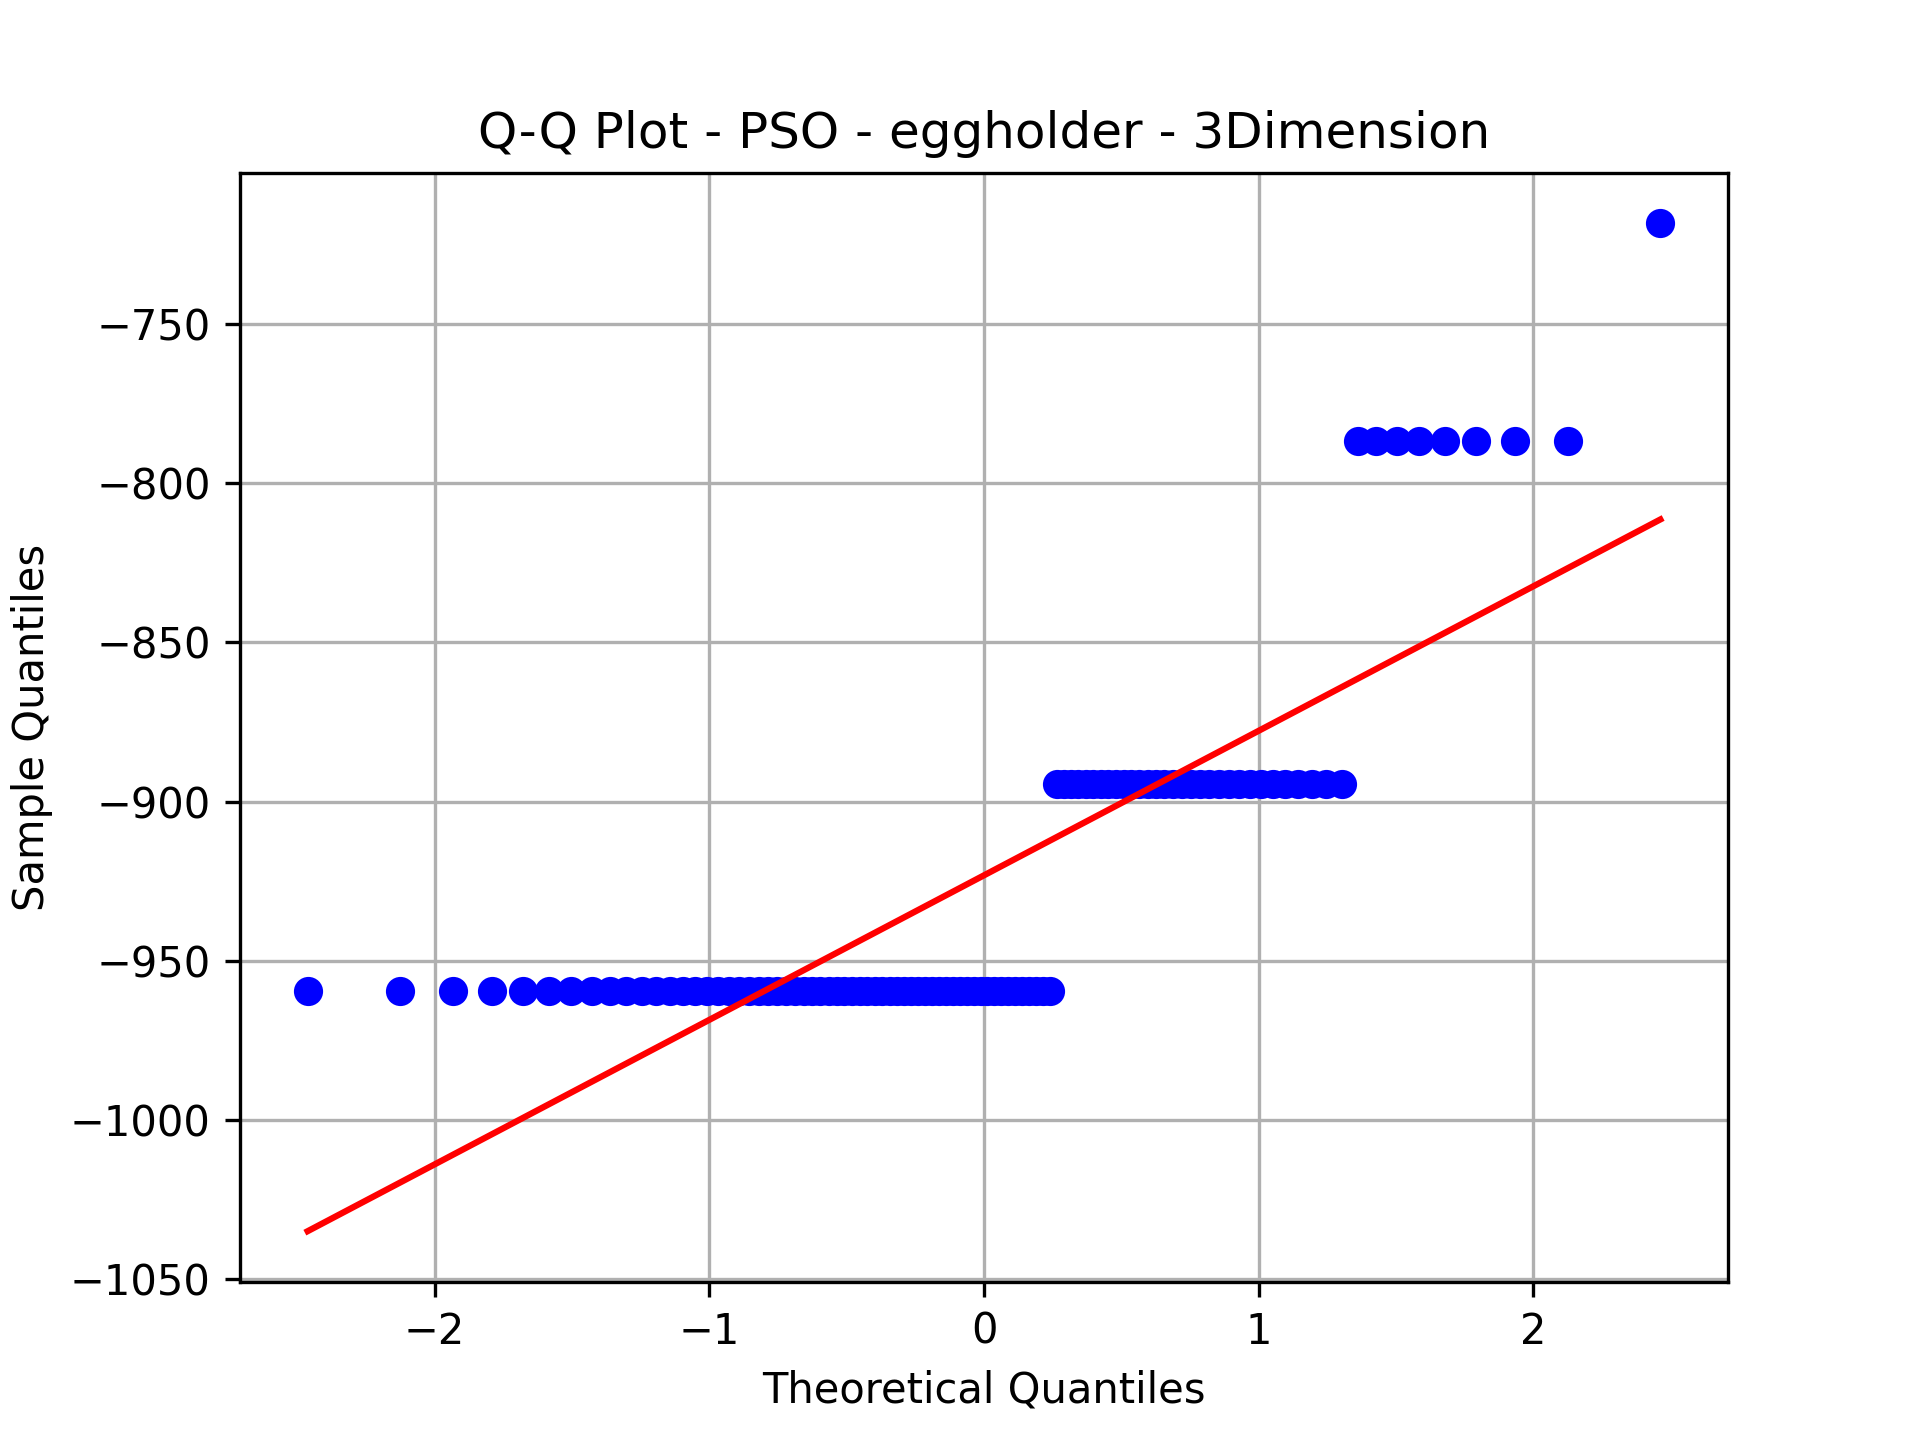 Q-Q Plot - PSO - eggholder - 3Dimension
−750
−800
−850
−900
−950
−1000
−1050
Sample Quantiles
−2 −1 0 1 2
Theoretical Quantiles